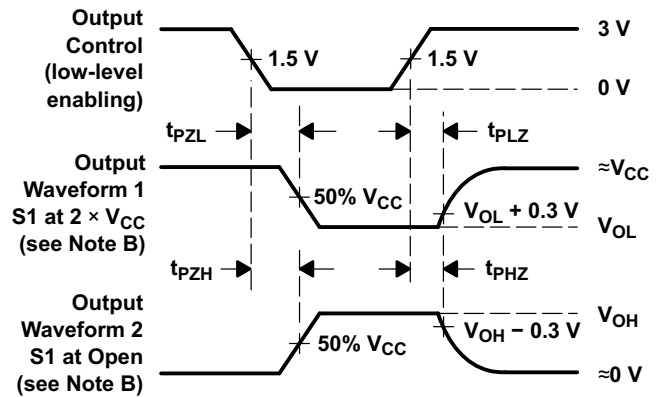 Output
Control
(low-level
enabling)
3 V
1.5 V
1.5 V
0 V
tPZL
tPLZ
Output
Waveform 1
S1 at 2 × VCC
(see Note B)
≈VCC
50% VCC
VOL + 0.3 V
VOL
tPZH
tPHZ
Output
Waveform 2
S1 at Open
(see Note B)
VOH
VOH − 0.3 V
50% VCC
≈0 V